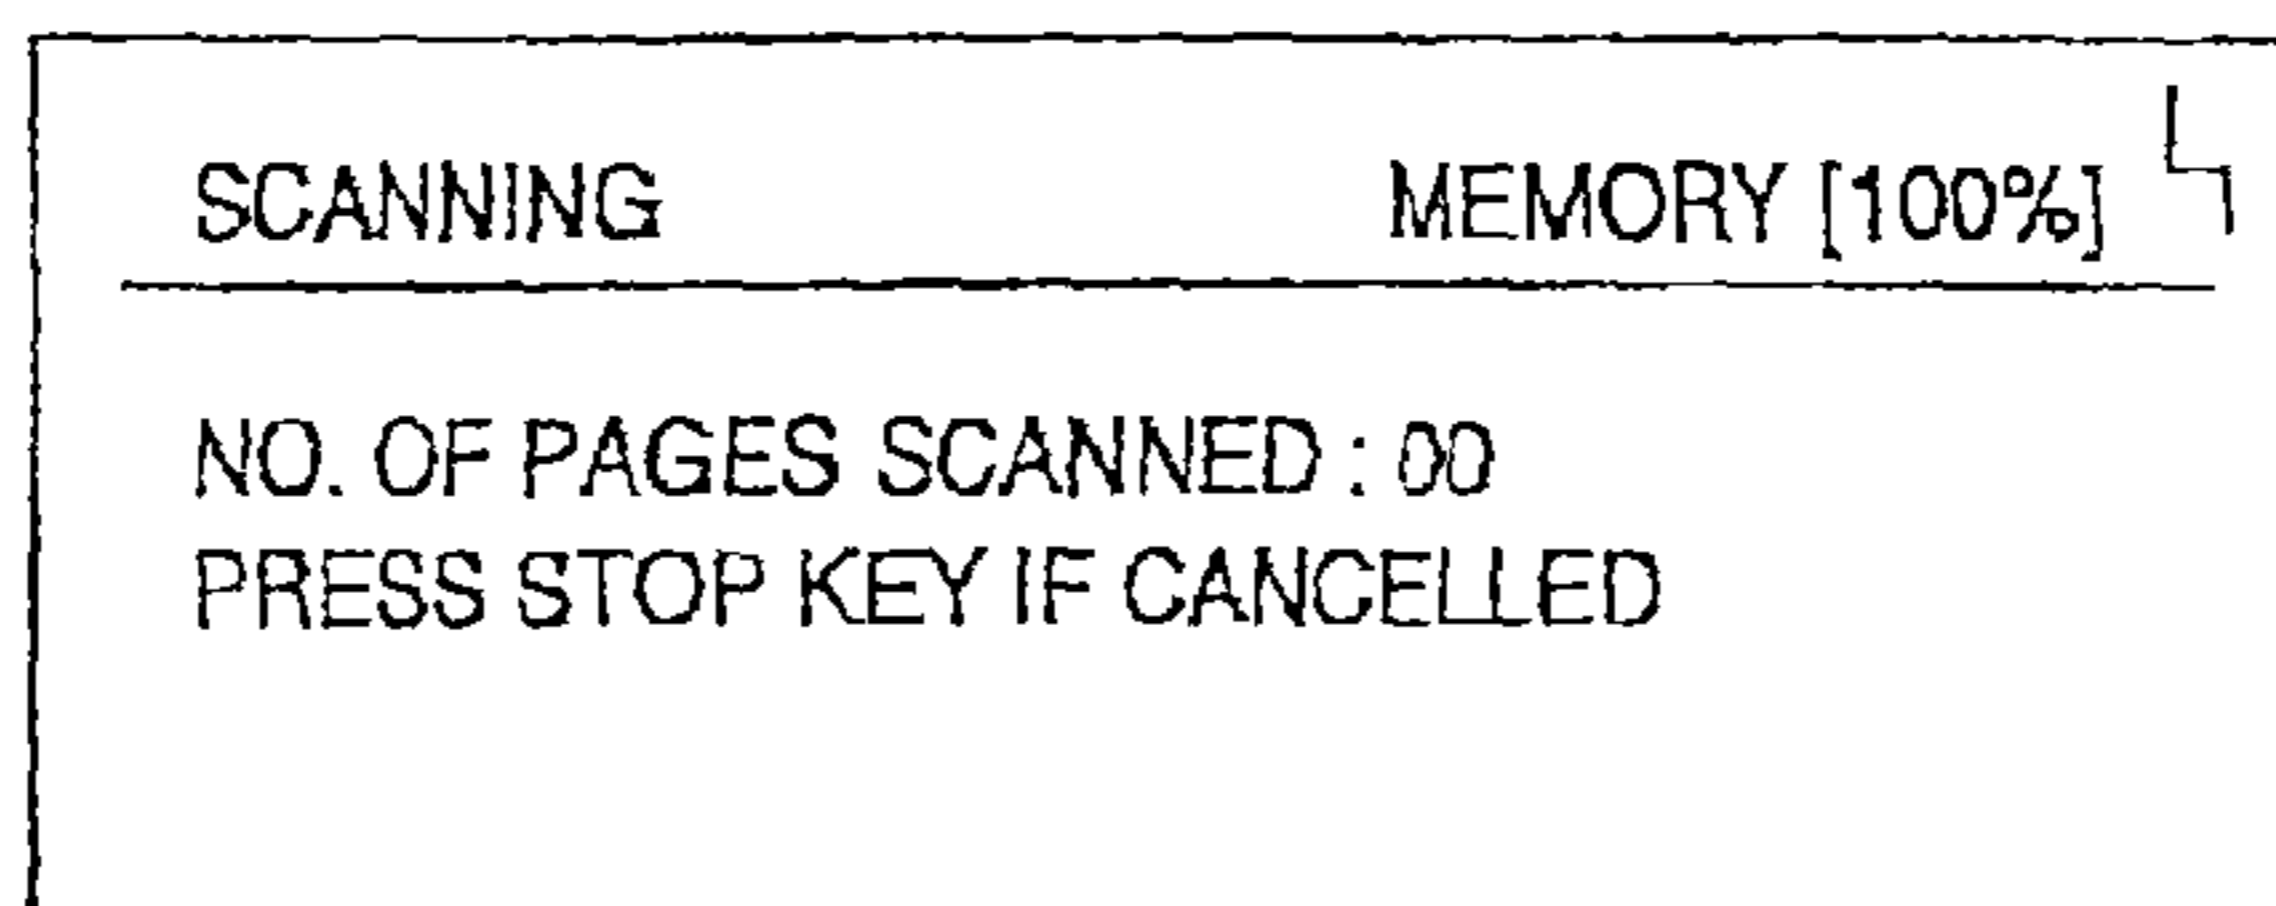 SCANNING MEMORY [100%]
NO. OF PAGES SCANNED : 00
PRESS STOP KEY IF CANCELLED